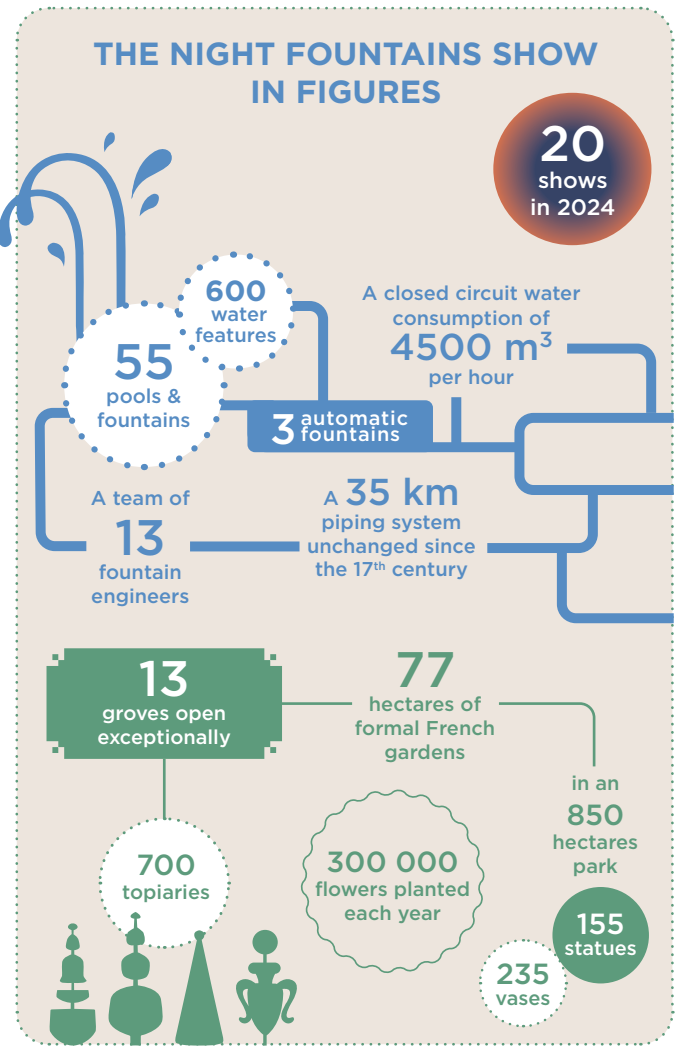 THE NIGHT FOUNTAINS SHOW
IN FIGURES
20
shows
in 2024
600
water
features
A closed circuit water
consumption of
4500 m³
per hour
55
pools &
fountains
3 automatic
fountains
A team of
13
fountain
engineers
A 35 km
piping system
unchanged since
the 17th century
13
groves open
exceptionally
77
hectares of
formal French
gardens
in an
850
hectares
park
700
topiaries
300 000
flowers planted
each year
155
statues
235
vases